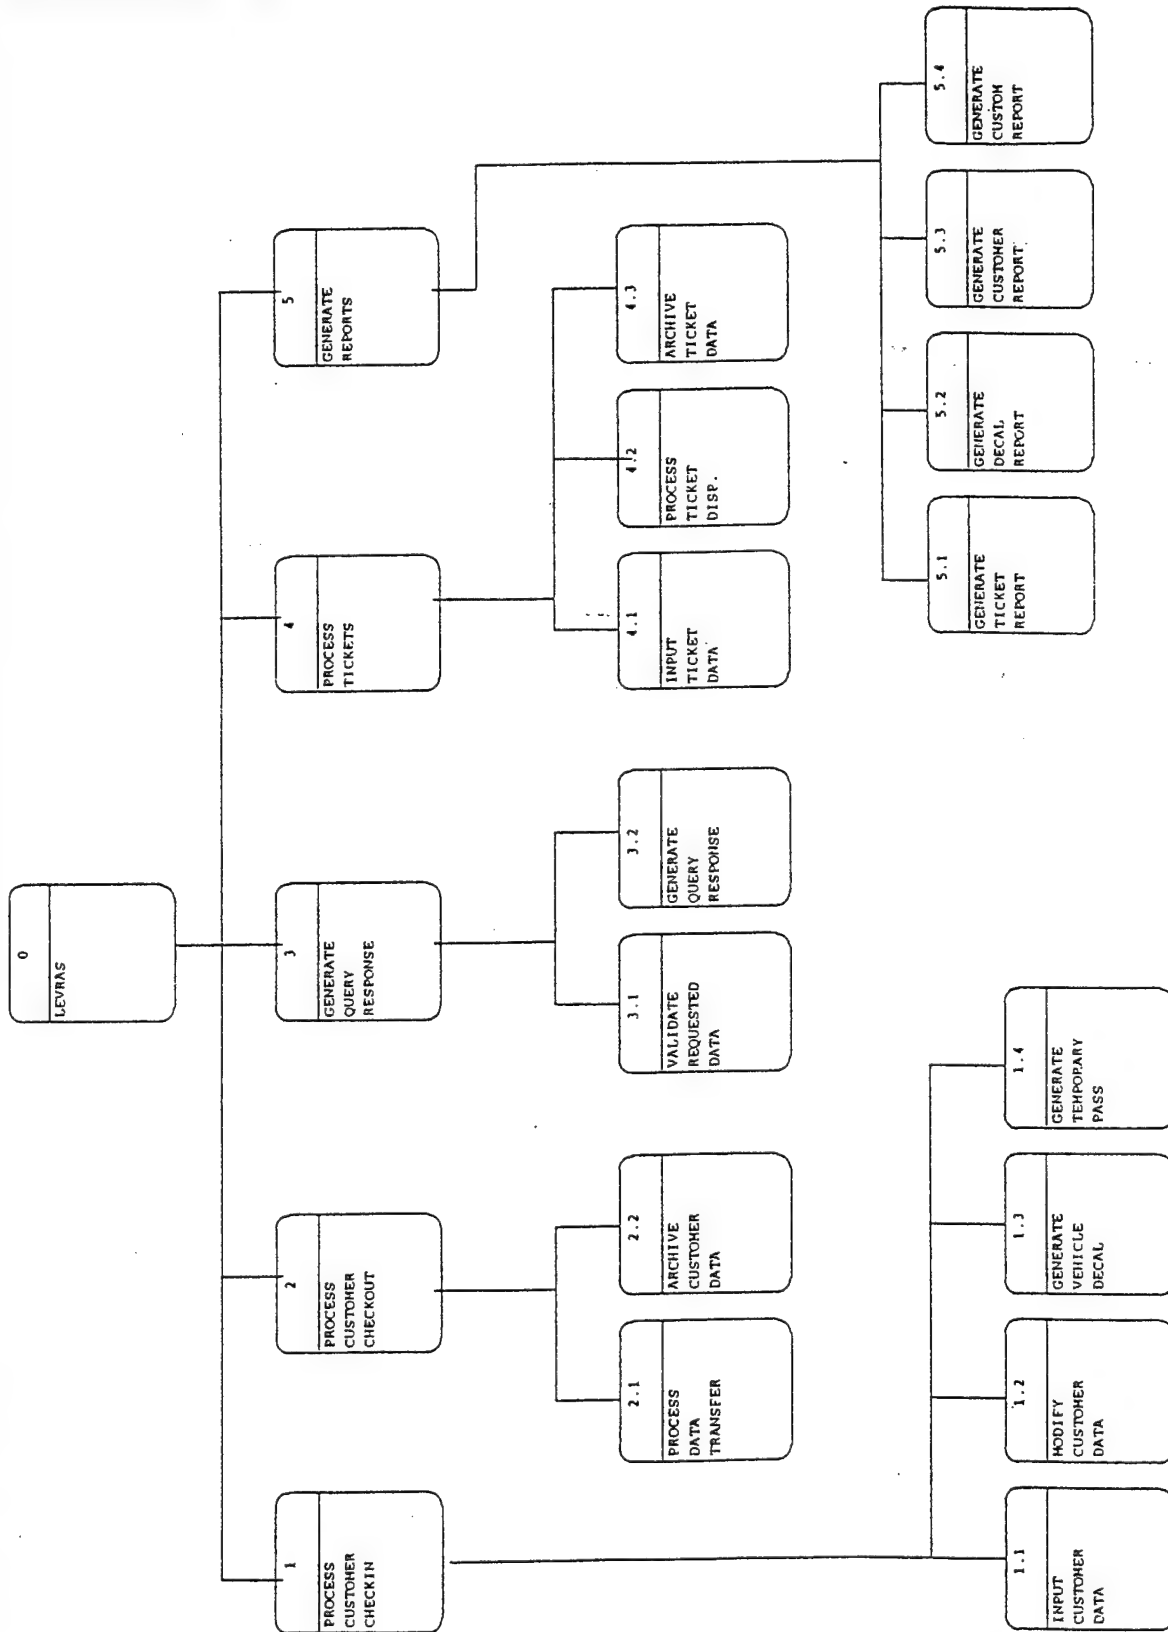 0
LEVRAS
1
PROCESS
CUSTOMER
CHECKIN
2
PROCESS
CUSTOMER
CHECKOUT
3
GENERATE
QUERY
RESPONSE
4
PROCESS
TICKETS
5
GENERATE
REPORTS
2.1
PROCESS
DATA
TRANSFER
2.2
ARCHIVE
CUSTOMER
DATA
3.1
VALIDATE
REQUESTED
DATA
3.2
GENERATE
QUERY
RESPONSE
4.1
INPUT
TICKET
DATA
4.2
PROCESS
TICKET
DISP.
4.3
ARCHIVE
TICKET
DATA
1.1
INPUT
CUSTOMER
DATA
1.2
MODIFY
CUSTOMER
DATA
1.3
GENERATE
VEHICLE
DECAL
1.4
GENERATE
TEMPORARY
PASS
5.1
GENERATE
TICKET
REPORT
5.2
GENERATE
DECAL
REPORT
5.3
GENERATE
CUSTOMER
REPORT
5.4
GENERATE
CUSTOM
REPORT